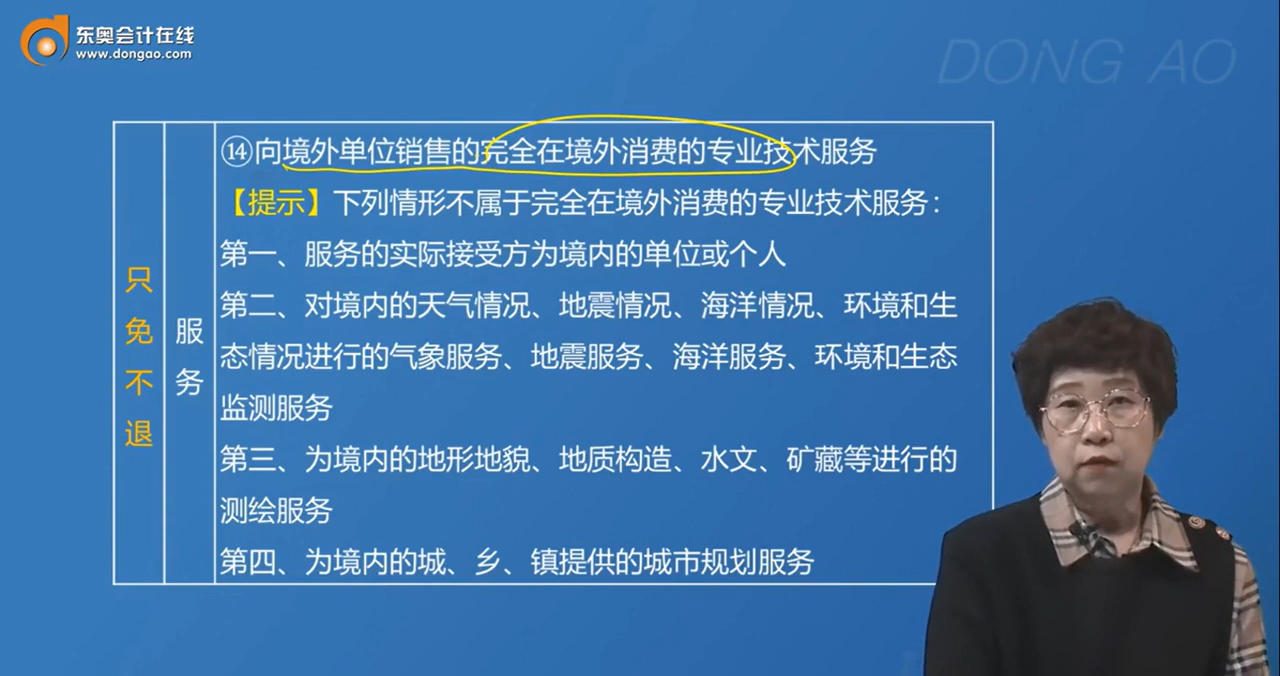 东奥会计在线
www.dongao.com
DONG AO
⑭向境外单位销售的完全在境外消费的专业技术服务
【提示】下列情形不属于完全在境外消费的专业技术服务：
第一、服务的实际接受方为境内的单位或个人
第二、对境内的天气情况、地震情况、海洋情况、环境和生
态情况进行的气象服务、地震服务、海洋服务、环境和生态
监测服务
第三、为境内的地形地貌、地质构造、水文、矿藏等进行的
测绘服务
第四、为境内的城、乡、镇提供的城市规划服务
只
免
不
退
服
务